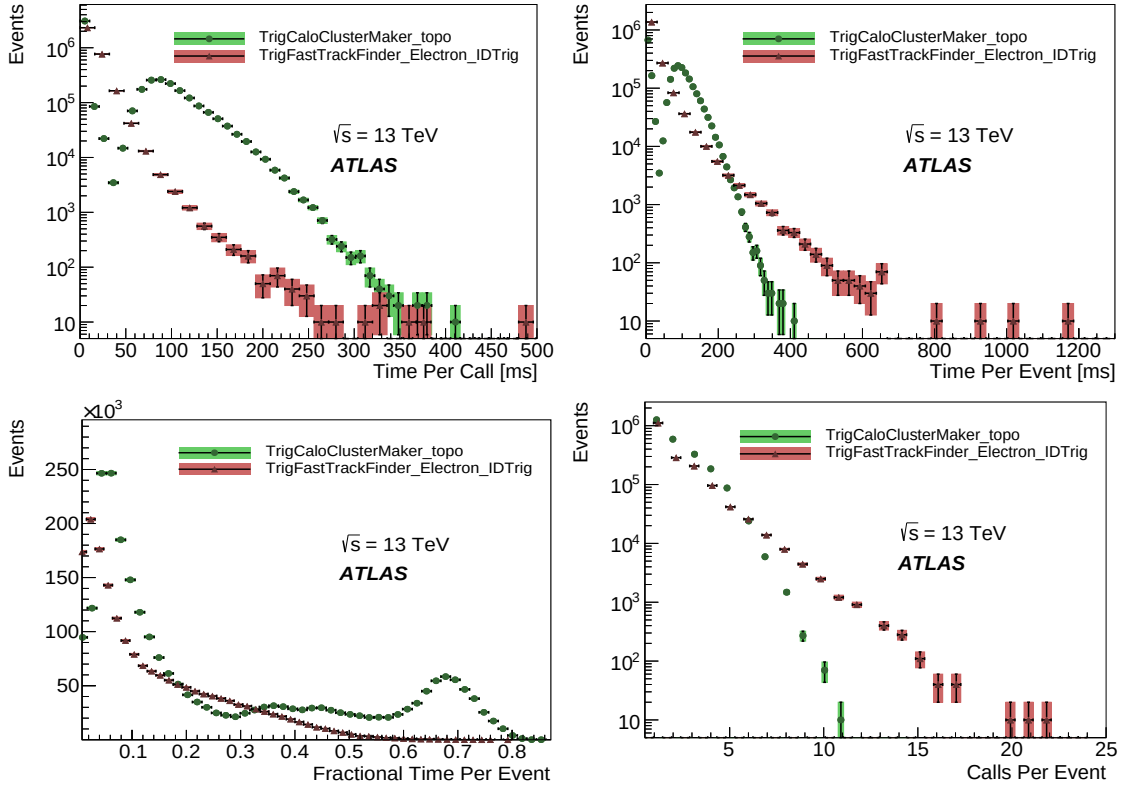 Events
10⁶
10⁵
10⁴
10³
10²
10
TrigCaloClusterMaker_topo
TrigFastTrackFinder_Electron_IDTrig
√s = 13 TeV
ATLAS
0 50 100 150 200 250 300 350 400 450 500
Time Per Call [ms]
Events
10⁶
10⁵
10⁴
10³
10²
10
TrigCaloClusterMaker_topo
TrigFastTrackFinder_Electron_IDTrig
√s = 13 TeV
ATLAS
0 200 400 600 800 1000 1200
Time Per Event [ms]
Events
×10³
250
200
150
100
50
TrigCaloClusterMaker_topo
TrigFastTrackFinder_Electron_IDTrig
√s = 13 TeV
ATLAS
0.1 0.2 0.3 0.4 0.5 0.6 0.7 0.8
Fractional Time Per Event
Events
10⁶
10⁵
10⁴
10³
10²
10
TrigCaloClusterMaker_topo
TrigFastTrackFinder_Electron_IDTrig
√s = 13 TeV
ATLAS
5 10 15 20 25
Calls Per Event